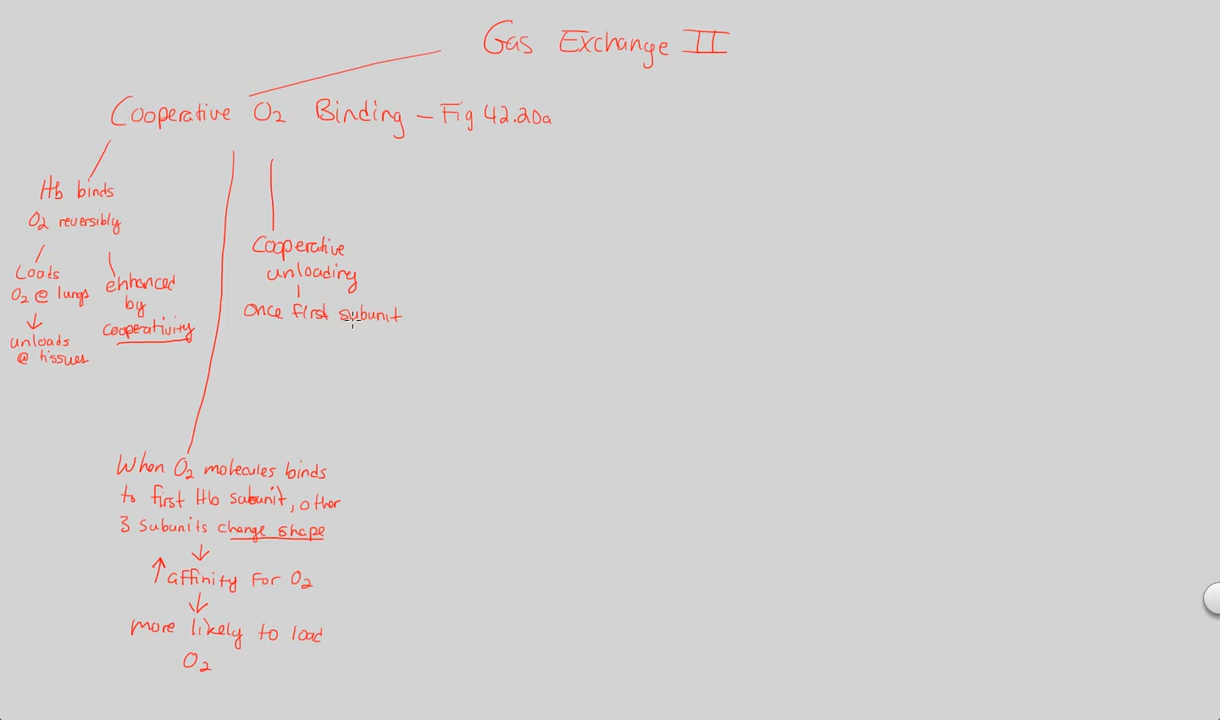 Gas Exchange II
Cooperative O2 Binding - Fig 42.20a
Hb binds
O2 reversibly
Loads
O2 @ lungs
↓
unloads
@ tissues
enhanced
by
cooperativity
Cooperative
unloading
once first subunit
When O2 molecules binds
to first Hb subunit, other
3 subunits change shape
↓
↑ affinity for O2
↓
more likely to load
O2